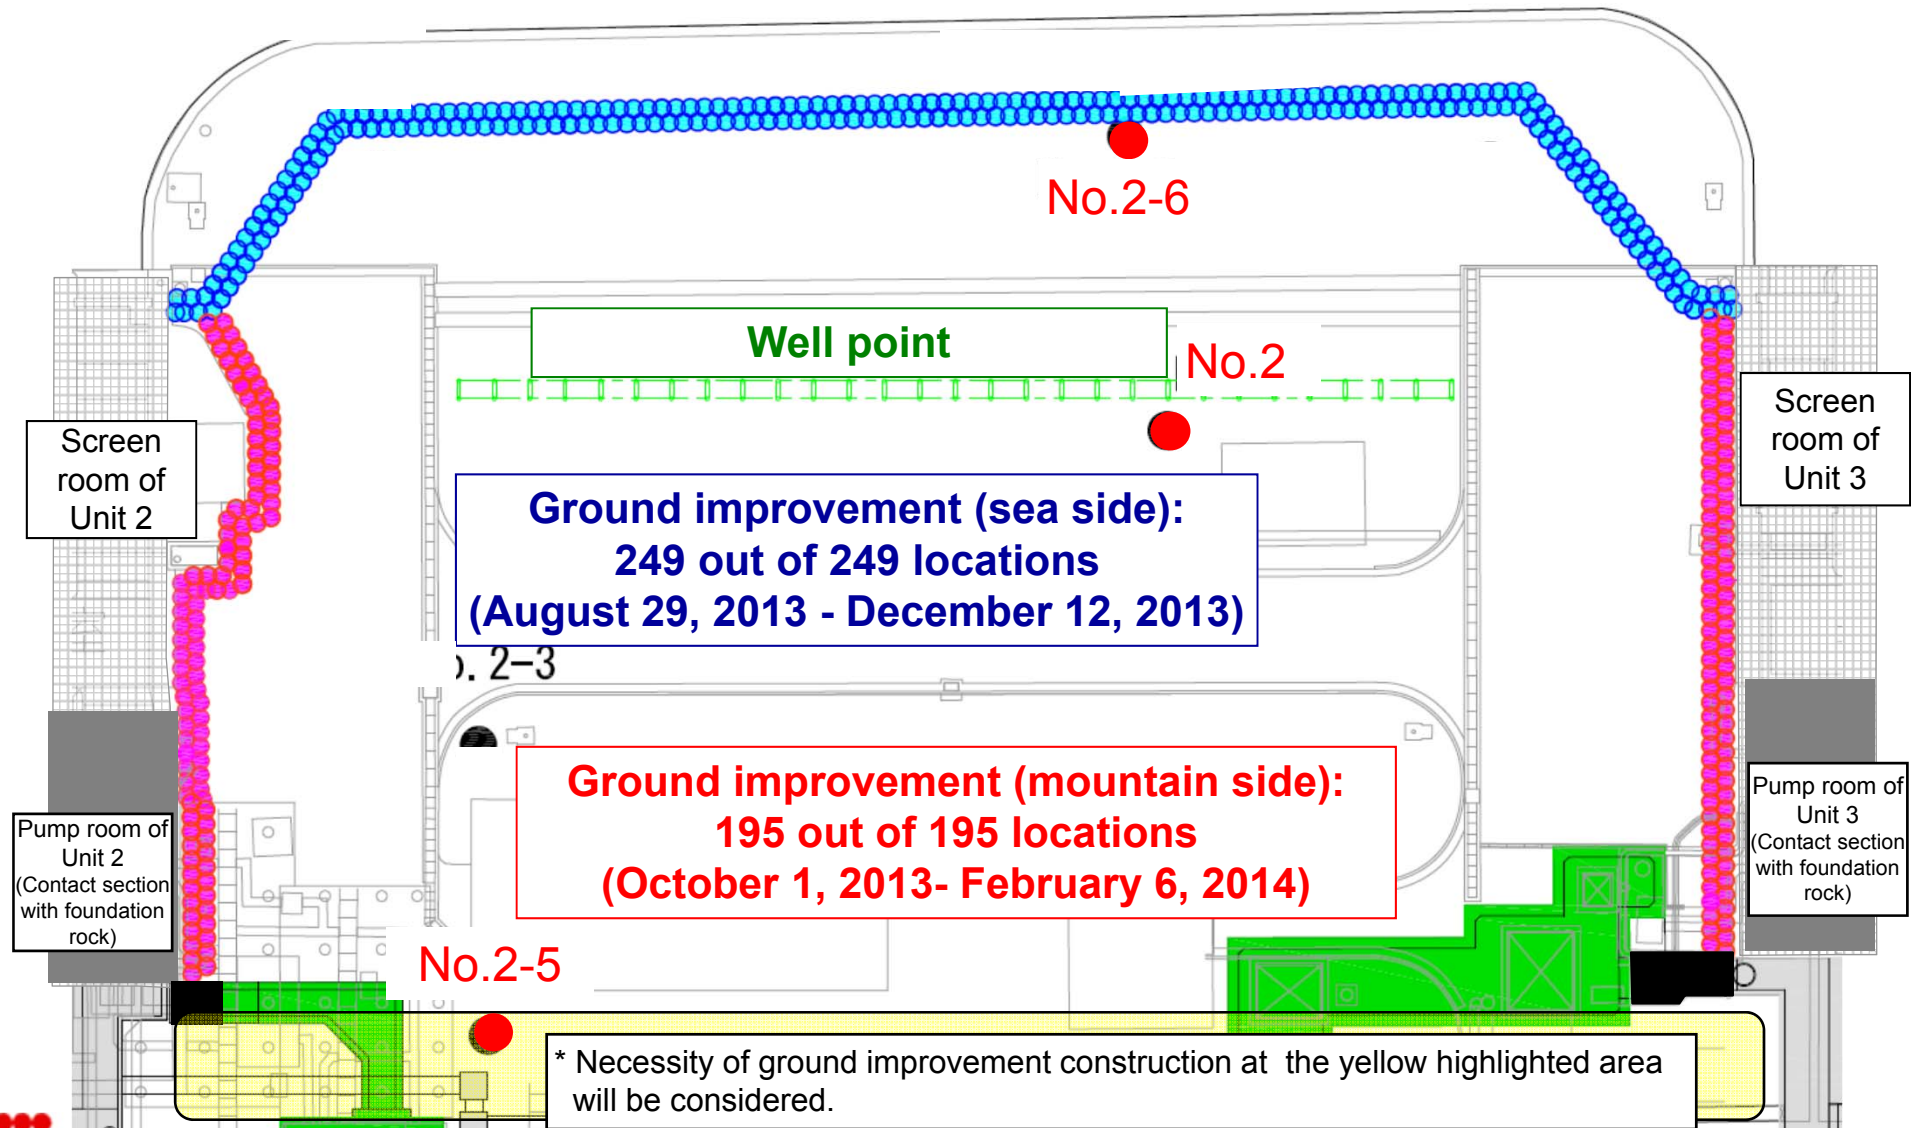 No.2-6
Well point
No.2
Screen
room of
Unit 2
Screen
room of
Unit 3
Ground improvement (sea side):
249 out of 249 locations
(August 29, 2013 - December 12, 2013)
. 2-3
Ground improvement (mountain side):
195 out of 195 locations
(October 1, 2013- February 6, 2014)
Pump room of
Unit 2
(Contact section
with foundation
rock)
Pump room of
Unit 3
(Contact section
with foundation
rock)
No.2-5
* Necessity of ground improvement construction at the yellow highlighted area
will be considered.